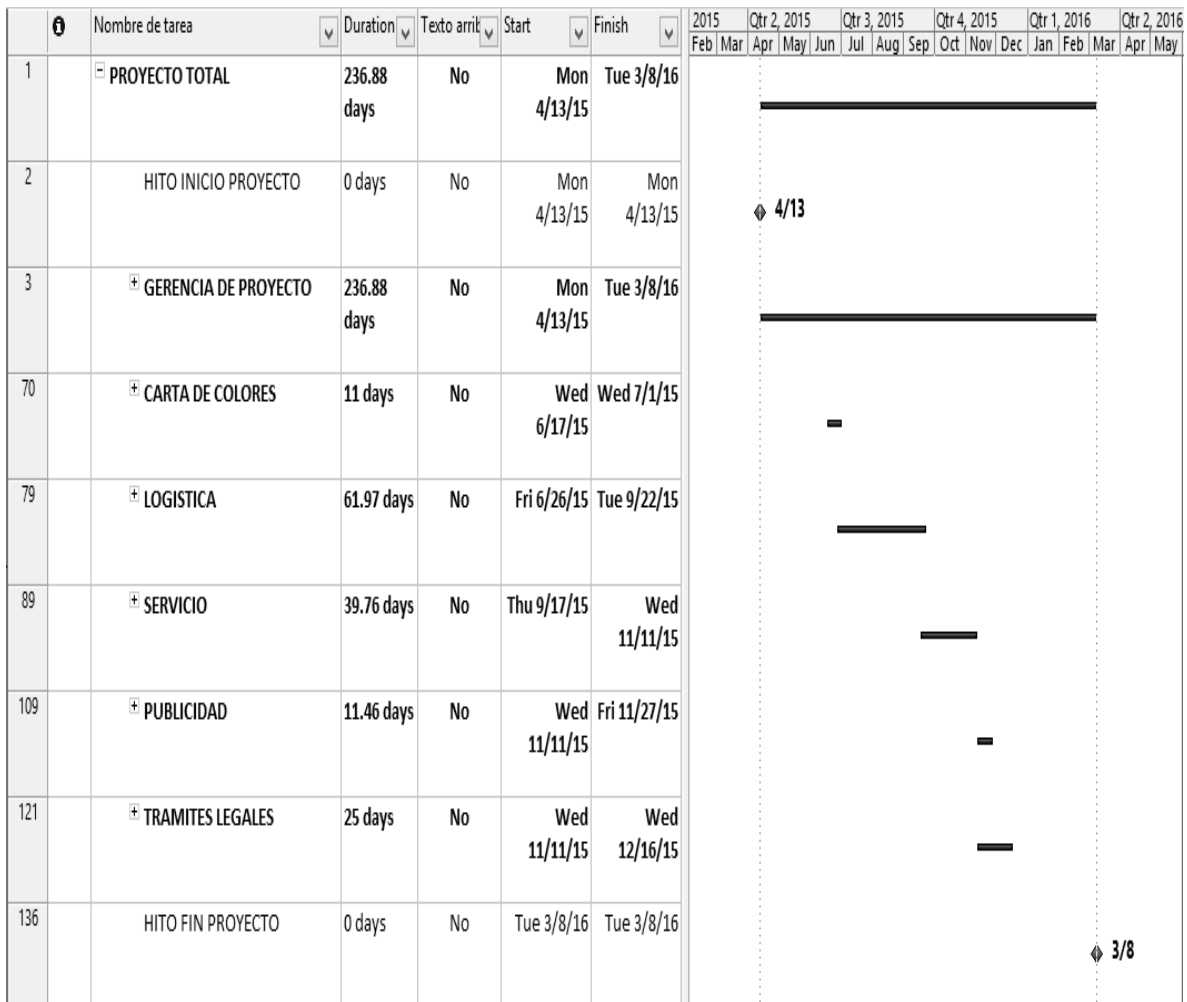 Nombre de tarea Duration Texto arrib Start Finish
2015 Qtr 2, 2015 Qtr 3, 2015 Qtr 4, 2015 Qtr 1, 2016 Qtr 2, 2016
Feb Mar Apr May Jun Jul Aug Sep Oct Nov Dec Jan Feb Mar Apr May
1 PROYECTO TOTAL 236.88 No Mon Tue 3/8/16
days 4/13/15
2 HITO INICIO PROYECTO 0 days No Mon Mon
4/13/15 4/13/15
4/13
3 GERENCIA DE PROYECTO 236.88 No Mon Tue 3/8/16
days 4/13/15
70 CARTA DE COLORES 11 days No Wed Wed 7/1/15
6/17/15
79 LOGISTICA 61.97 days No Fri 6/26/15 Tue 9/22/15
89 SERVICIO 39.76 days No Thu 9/17/15 Wed
11/11/15
109 PUBLICIDAD 11.46 days No Wed Fri 11/27/15
11/11/15
121 TRAMITES LEGALES 25 days No Wed Wed
11/11/15 12/16/15
136 HITO FIN PROYECTO 0 days No Tue 3/8/16 Tue 3/8/16
3/8